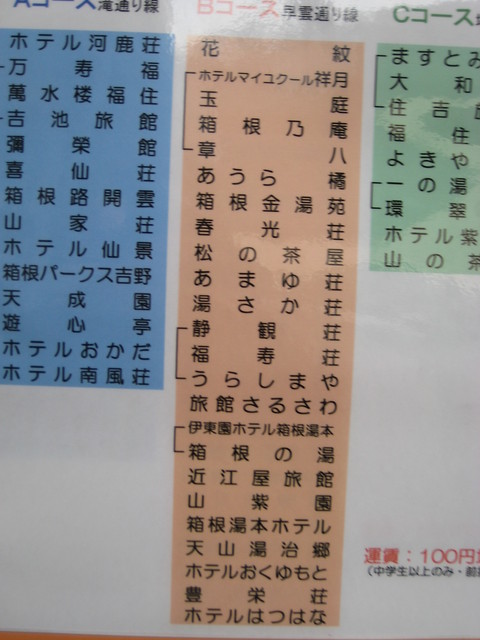 Aコース滝通り線
ホテル河鹿荘
万寿福
萬水楼福住
吉池旅館
彌榮館
喜仙荘
箱根路開雲
山家荘
ホテル仙景
箱根パークス吉野
天成園
遊心亭
ホテルおかだ
ホテル南風荘
Bコース早雲通り線
花紋
ホテルマイユクール祥月
玉庭
箱根乃庵
章八
あうら橘
箱根金湯苑
春光荘
松の茶屋
あまゆ荘
湯さか荘
静観荘
福寿荘
うらしまや
旅館さるさわ
伊東園ホテル箱根湯本
箱根の湯
近江屋旅館
山紫園
箱根湯本ホテル
天山湯治郷
ホテルおくゆもと
豊栄荘
ホテルはつはな
Cコース
ますとみ
大和
住吉
福住
よきや
一の湯
環翠
ホテル紫
山の茶
運賃：100円
（中学生以上のみ・前